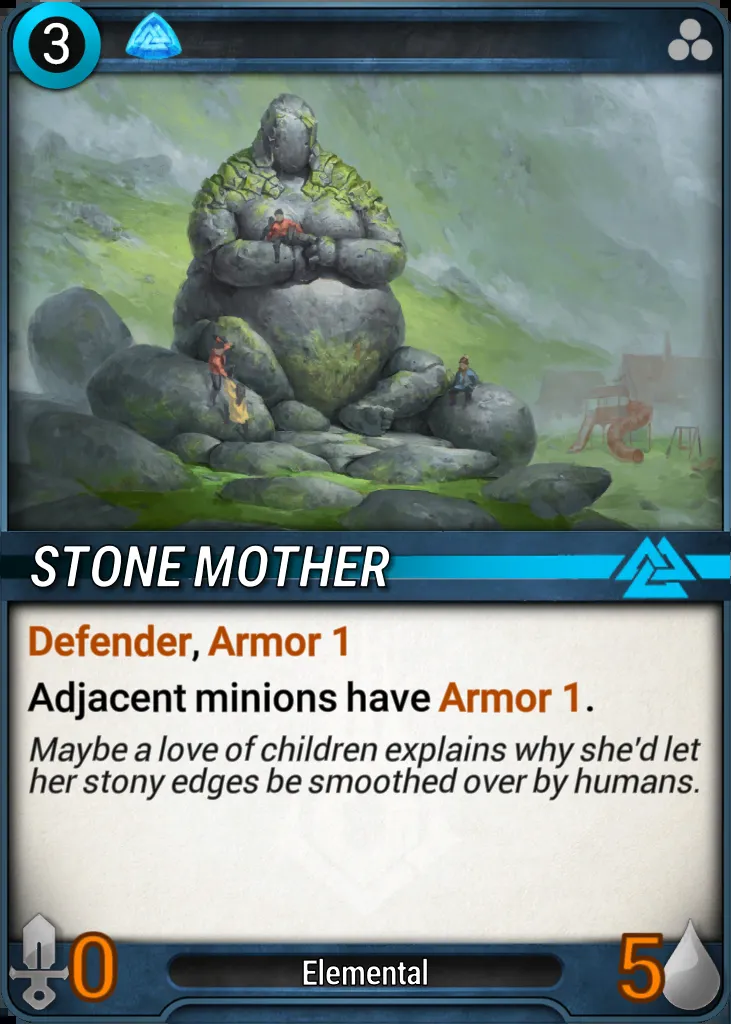 3
STONE MOTHER
Defender, Armor 1
Adjacent minions have Armor 1.
Maybe a love of children explains why she'd let
her stony edges be smoothed over by humans.
0
Elemental
5